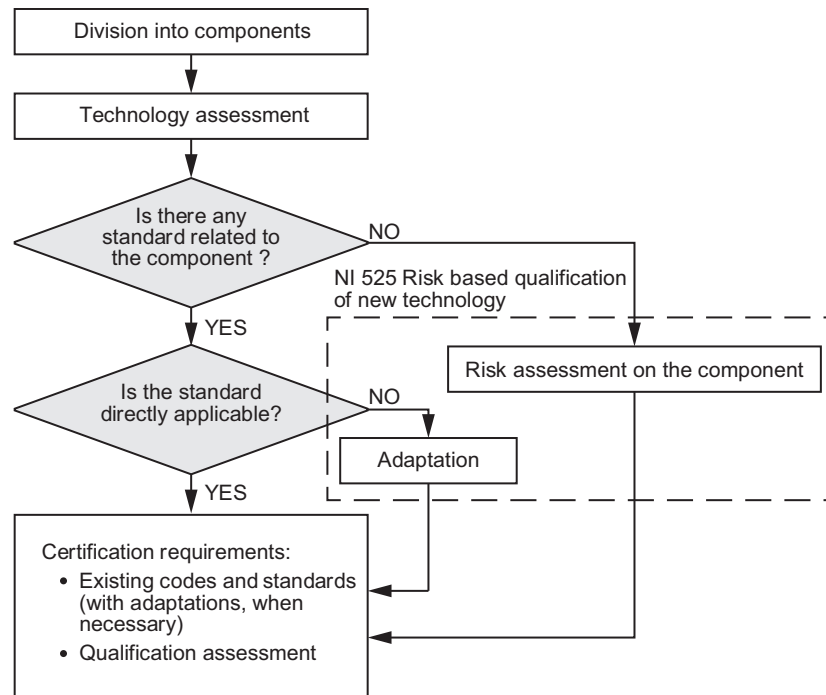 Division into components
Technology assessment
Is there any
standard related to
the component ?
NO
NI 525 Risk based qualification
of new technology
YES
Risk assessment on the component
Is the standard
directly applicable?
NO
Adaptation
YES
Certification requirements:
• Existing codes and standards
(with adaptations, when
necessary)
• Qualification assessment